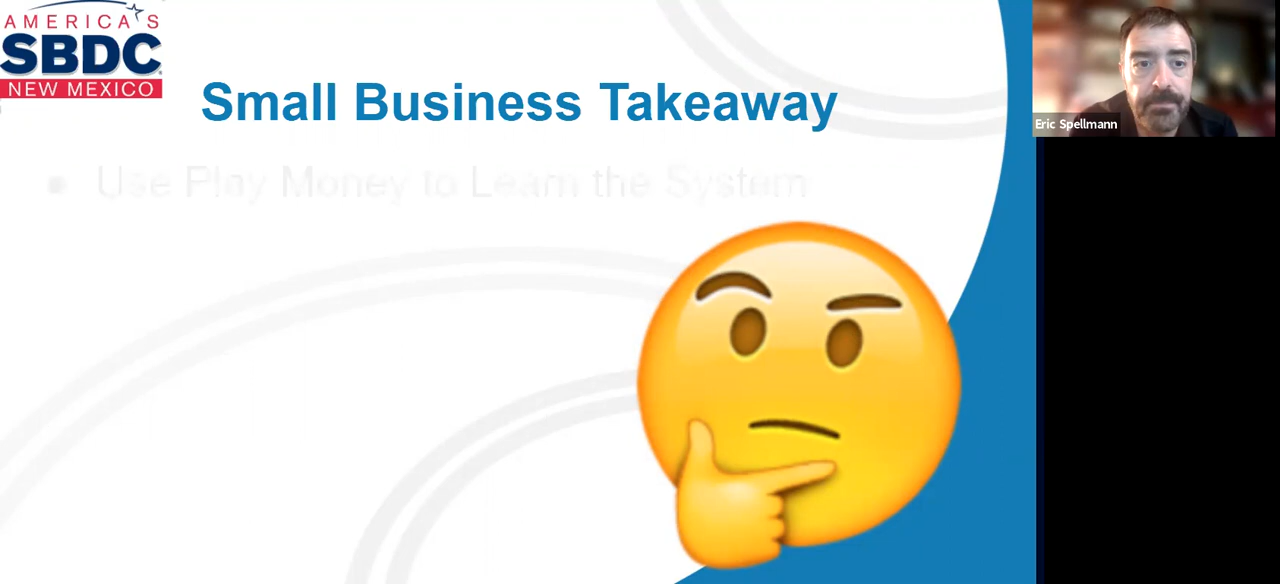 AMERICA'S
SBDC
NEW MEXICO
Small Business Takeaway
Eric Spellmann
• Use Play Money to Learn the System